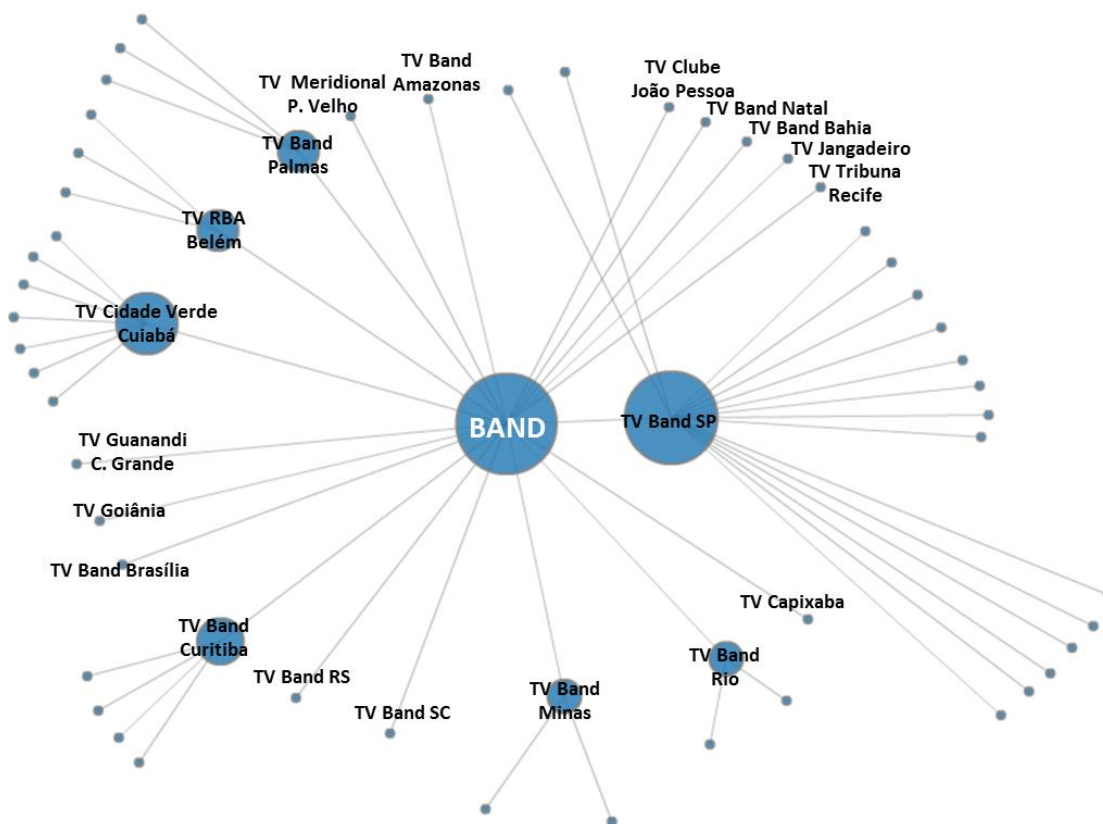 TV Band
Amazonas
TV Meridional
P. Velho
TV Clube
João Pessoa
TV Band Natal
TV Band Bahia
TV Jangadeiro
TV Tribuna
Recife
TV Band
Palmas
TV RBA
Belém
TV Cidade Verde
Cuiabá
BAND
TV Band SP
TV Guanandi
C. Grande
TV Goiânia
TV Band Brasília
TV Capixaba
TV Band
Curitiba
TV Band
Rio
TV Band RS
TV Band
Minas
TV Band SC